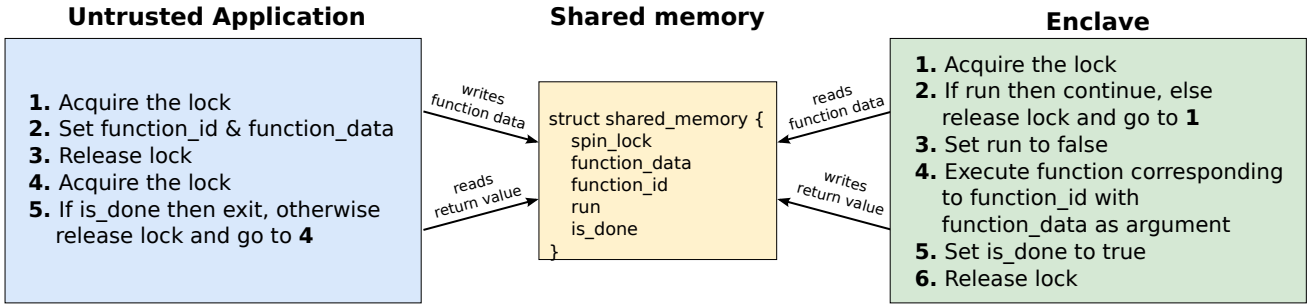 Untrusted Application
1. Acquire the lock
2. Set function_id & function_data
3. Release lock
4. Acquire the lock
5. If is_done then exit, otherwise
release lock and go to 4
writes
function data
reads
return value
Shared memory
struct shared_memory {
spin_lock
function_data
function_id
run
is_done
}
reads
function data
writes
return value
Enclave
1. Acquire the lock
2. If run then continue, else
release lock and go to 1
3. Set run to false
4. Execute function corresponding
to function_id with
function_data as argument
5. Set is_done to true
6. Release lock